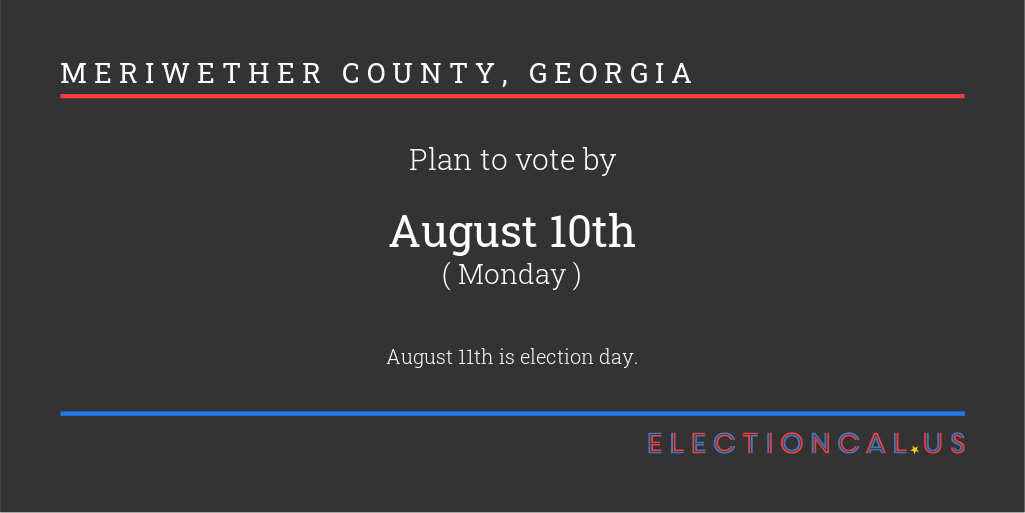 MERIWETHER COUNTY, GEORGIA
Plan to vote by
August 10th
( Monday )
August 11th is election day.
ELECTIONCAL.US